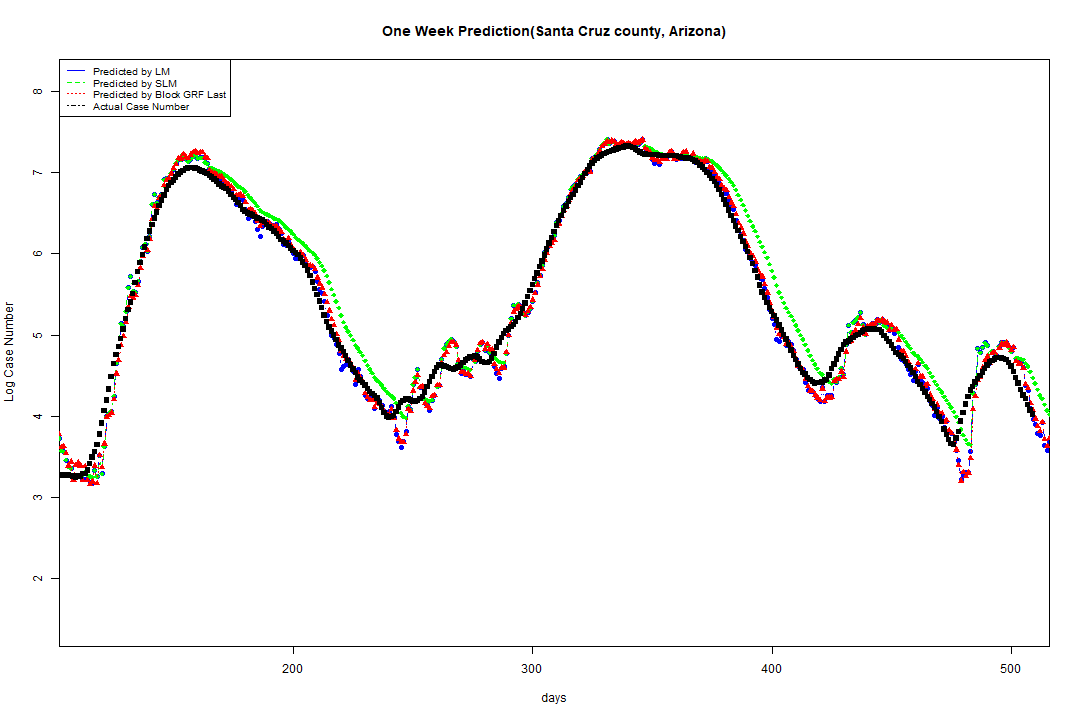 One Week Prediction(Santa Cruz county, Arizona)
Predicted by LM
Predicted by SLM
Predicted by Block GRF Last
Actual Case Number
8
7
6
5
4
3
2
Log Case Number
200 300 400 500
days